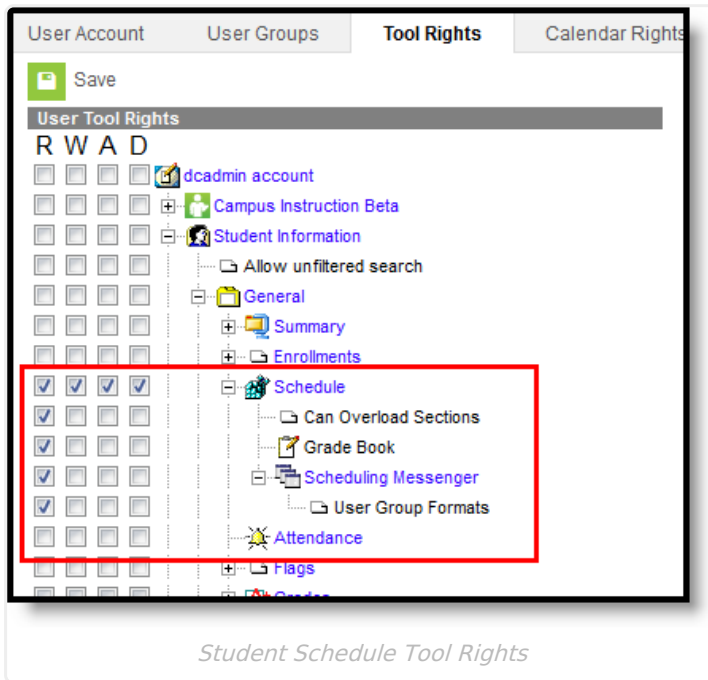 User Account User Groups Tool Rights Calendar Rights
Save
User Tool Rights
R W A D
dcadmin account
Campus Instruction Beta
Student Information
Allow unfiltered search
General
Summary
Enrollments
Schedule
Can Overload Sections
Grade Book
Scheduling Messenger
User Group Formats
Attendance
Flags
Grades
Student Schedule Tool Rights